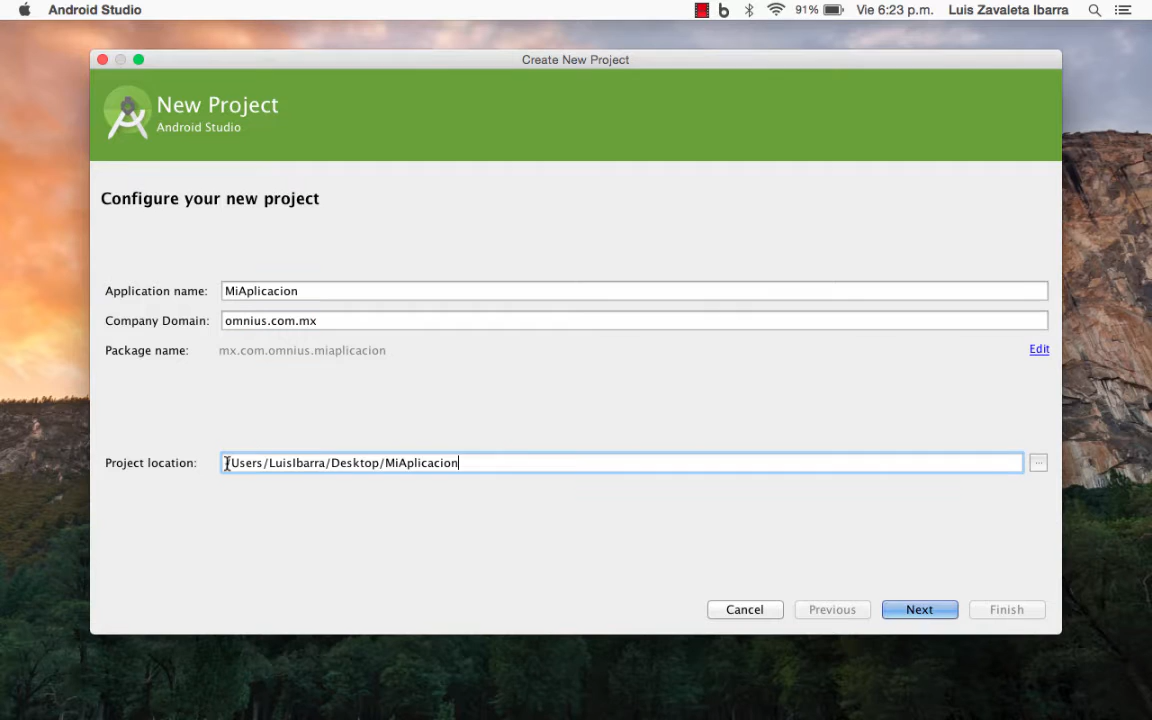 Android Studio 91% Vie 6:23 p.m. Luis Zavaleta Ibarra
Create New Project
New Project
Android Studio
Configure your new project
Application name: MiAplicacion
Company Domain: omnius.com.mx
Package name: mx.com.omnius.miaplicacion Edit
Project location: /Users/LuisIbarra/Desktop/MiAplicacion ...
Cancel Previous Next Finish